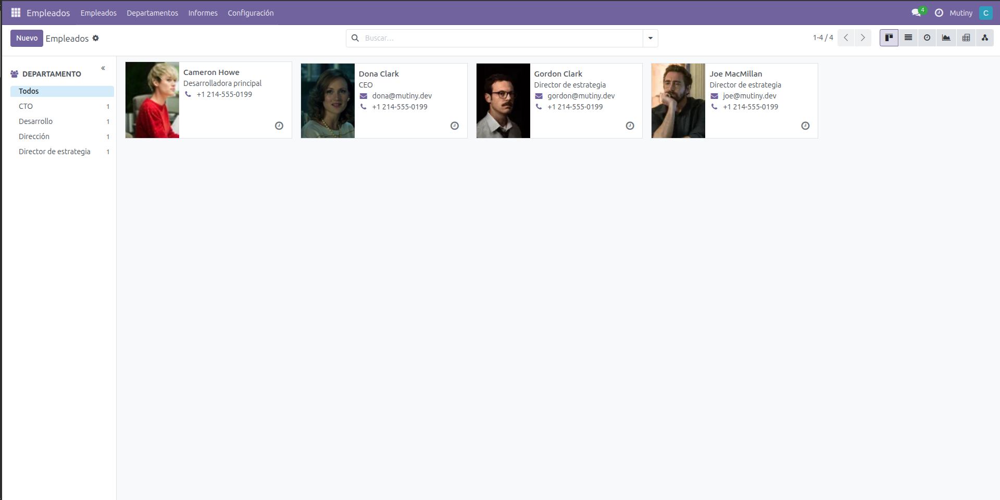 Empleados Empleados Departamentos Informes Configuración 4 Mutiny C
Nuevo Empleados Buscar... 1-4 / 4
DEPARTAMENTO
Todos
CTO 1
Desarrollo 1
Dirección 1
Director de estrategia 1
Cameron Howe
Desarrolladora principal
+1 214-555-0199
Dona Clark
CEO
dona@mutiny.dev
+1 214-555-0199
Gordon Clark
Director de estrategia
gordon@mutiny.dev
+1 214-555-0199
Joe MacMillan
Director de estrategia
joe@mutiny.dev
+1 214-555-0199